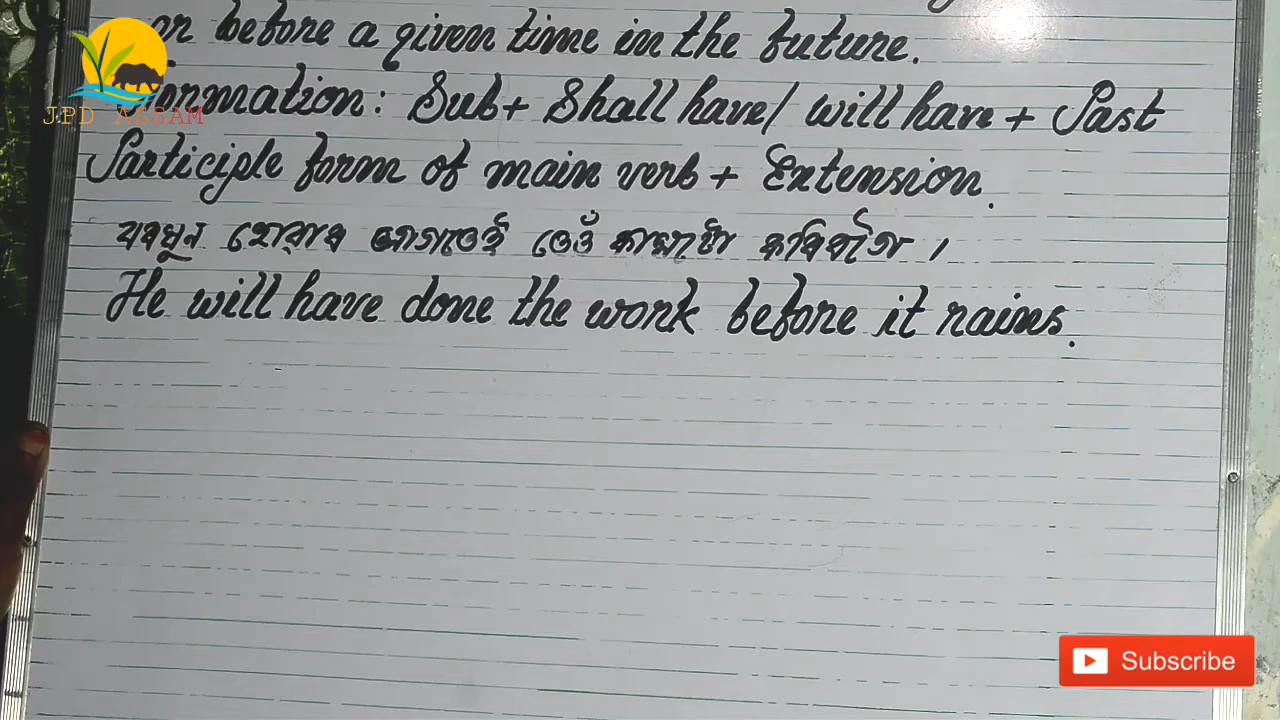 or before a given time in the future.
Formation: Sub+ Shall have/ will have + Past
Participle form of main verb + Extension.
বৰষুন হোৱাৰ আগতেই তেওঁ কামটো কৰিব।
He will have done the work before it rains.
J.P.D ASSAM
Subscribe